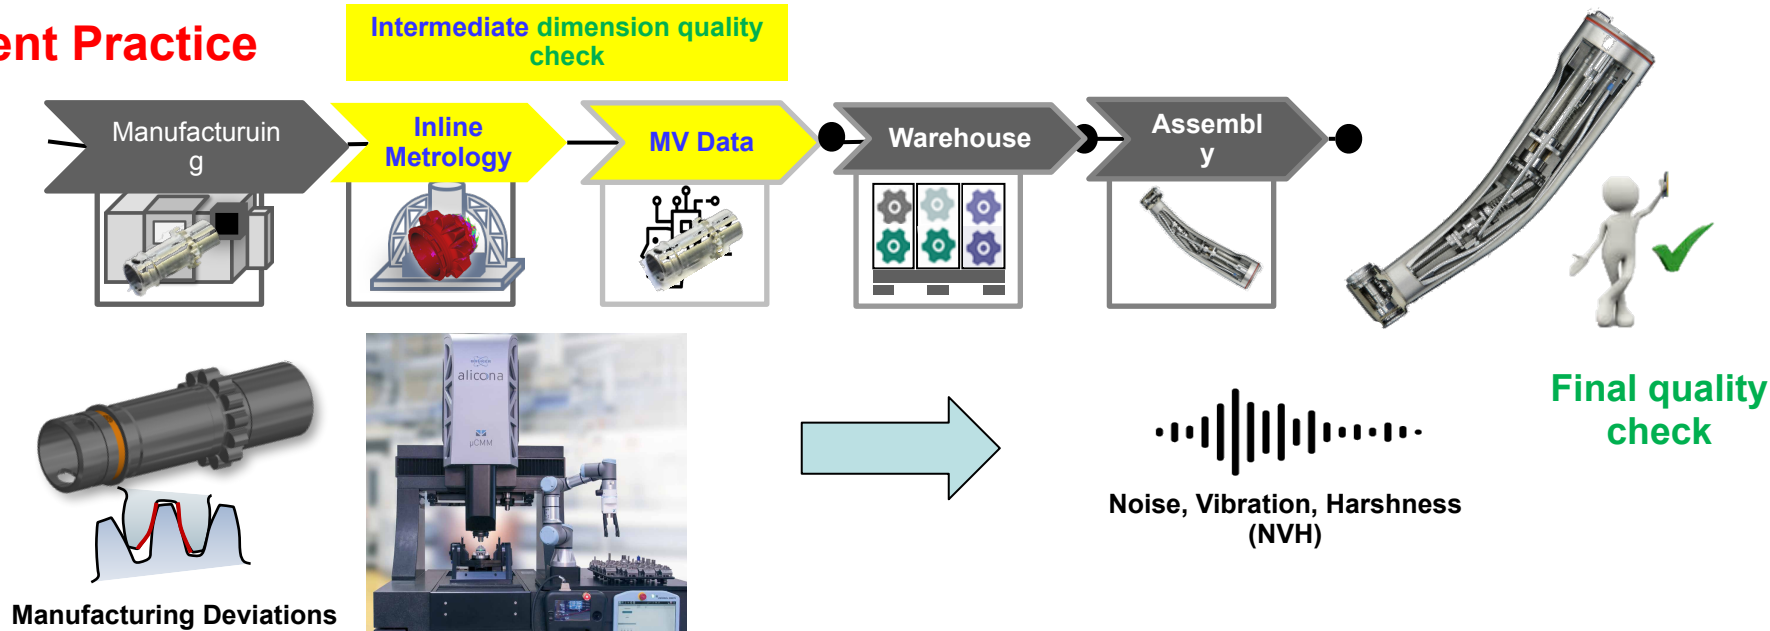 ent Practice
Intermediate dimension quality
check
Manufacturuin
g
Inline
Metrology
MV Data
Warehouse
Assembl
y
alicona
µCMM
Final quality
check
Noise, Vibration, Harshness
(NVH)
Manufacturing Deviations